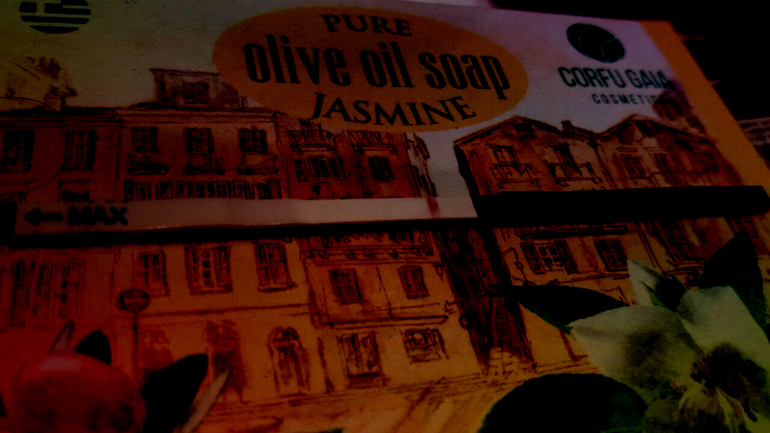 PURE
olive oil soap
JASMINE
CORFU GAIA
COSMETICS
← MAX